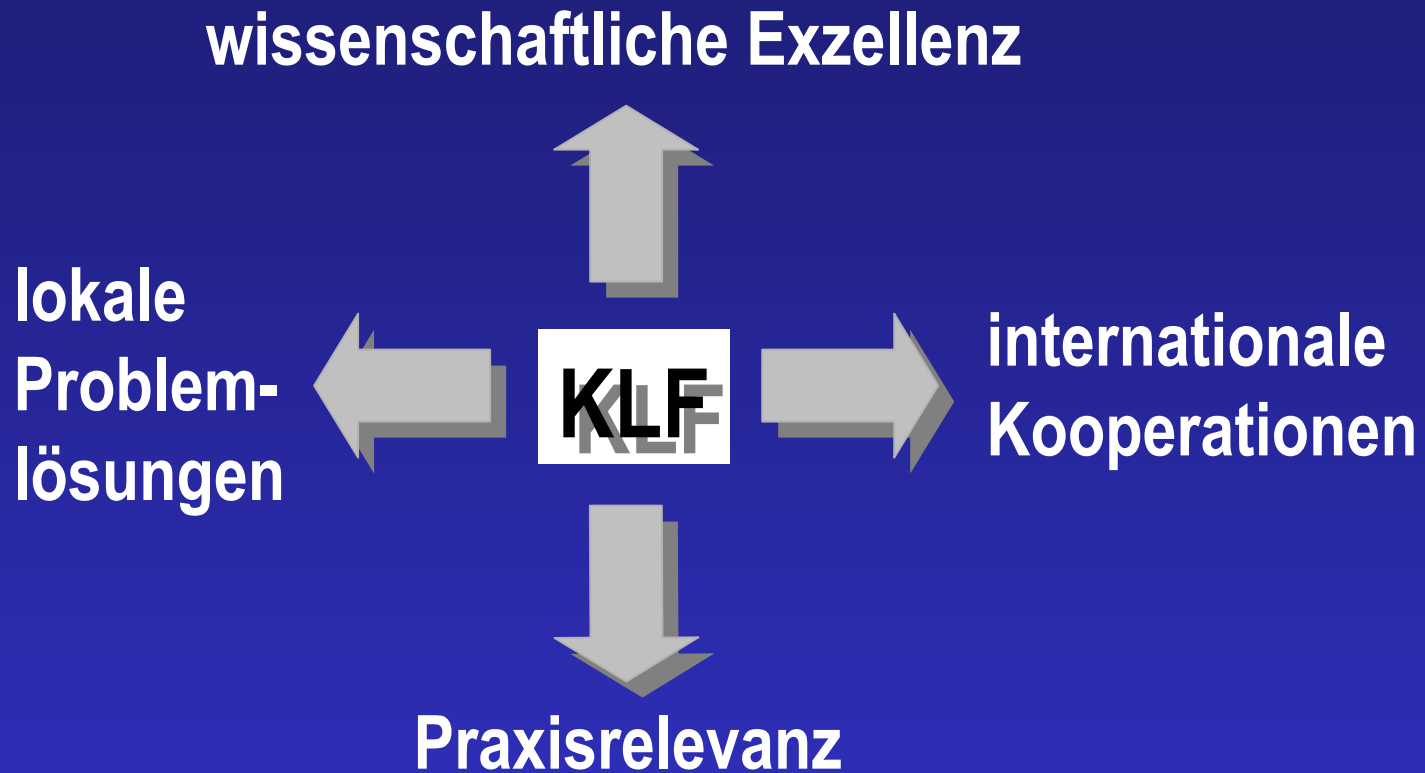 wissenschaftliche Exzellenz
lokale
Problem-
lösungen
KLF
internationale
Kooperationen
Praxisrelevanz